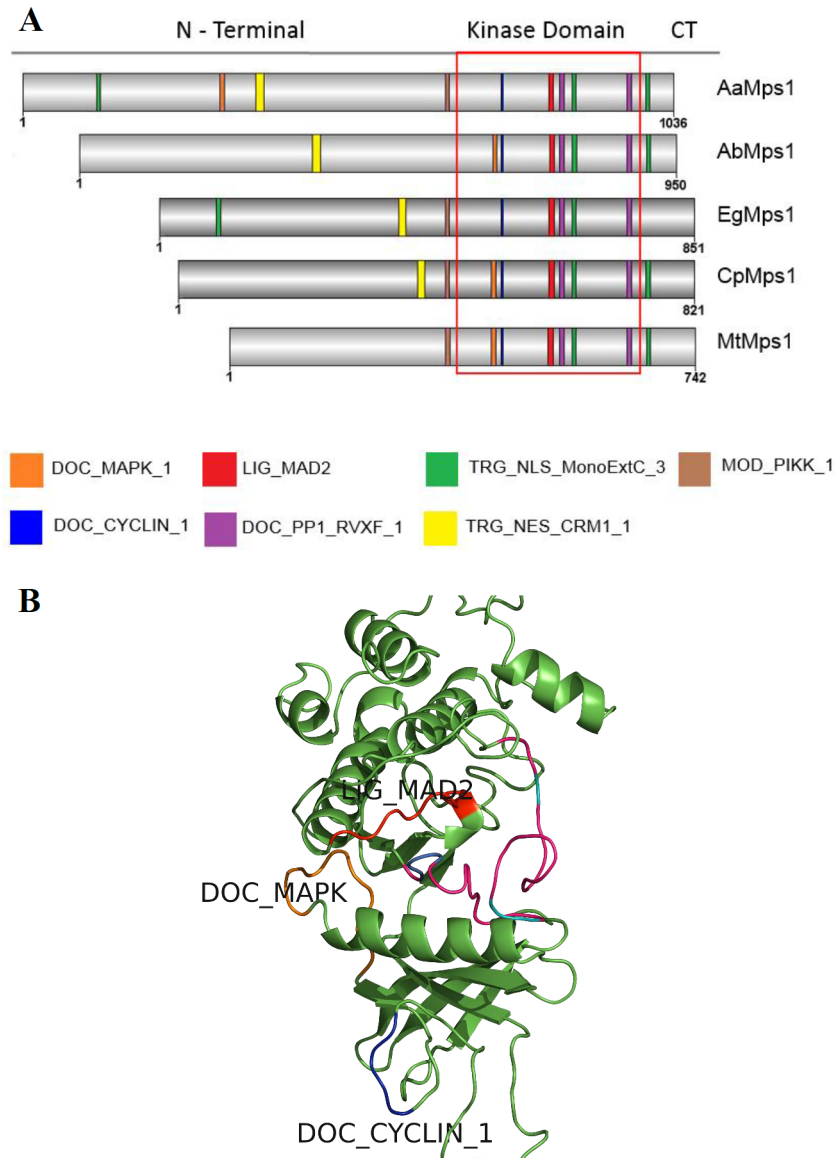 A
N - Terminal Kinase Domain CT
AaMps1
1 1036
AbMps1
1 950
EgMps1
1 851
CpMps1
1 821
MtMps1
1 742
DOC_MAPK_1 LIG_MAD2 TRG_NLS_MonoExtC_3 MOD_PIKK_1
DOC_CYCLIN_1 DOC_PP1_RVXF_1 TRG_NES_CRM1_1
B
LIG_MAD2
DOC_MAPK
DOC_CYCLIN_1